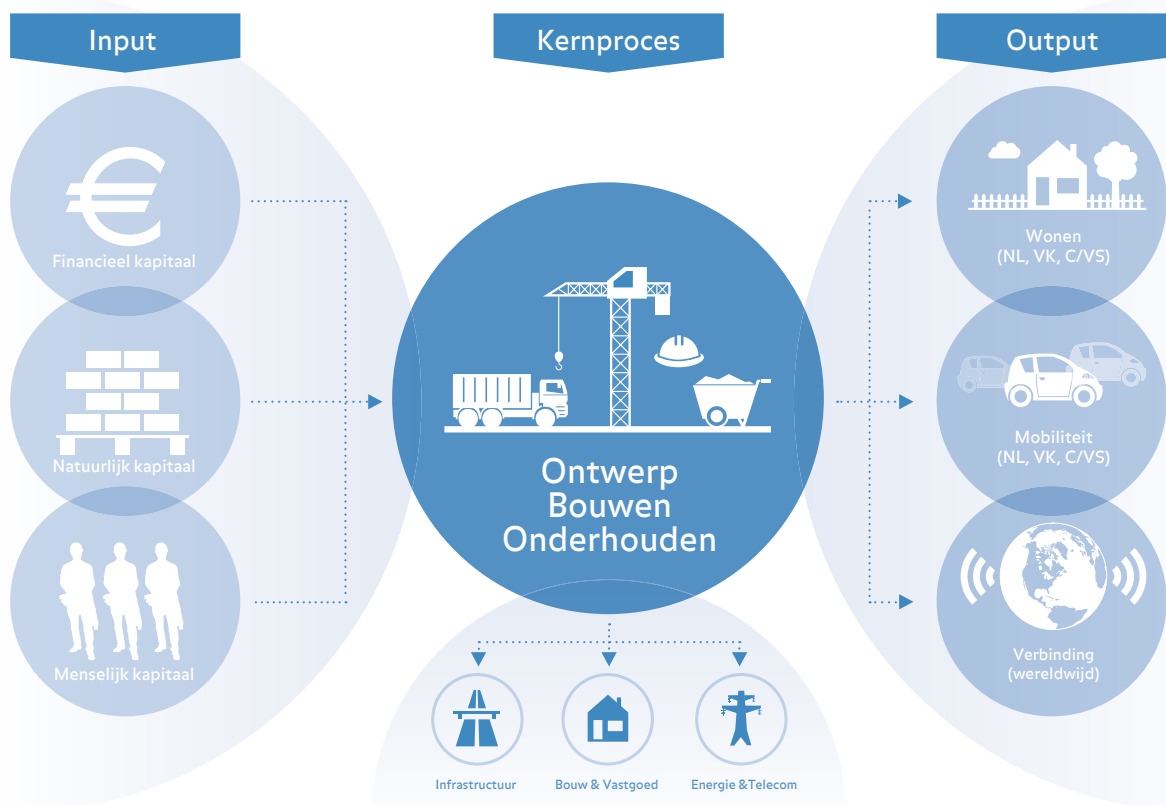 Input
Kernproces
Output
Financieel kapitaal
Natuurlijk kapitaal
Menselijk kapitaal
Ontwerp
Bouwen
Onderhouden
Infrastructuur
Bouw & Vastgoed
Energie &Telecom
Wonen
(NL, VK, C/VS)
Mobiliteit
(NL, VK, C/VS)
Verbinding
(wereldwijd)